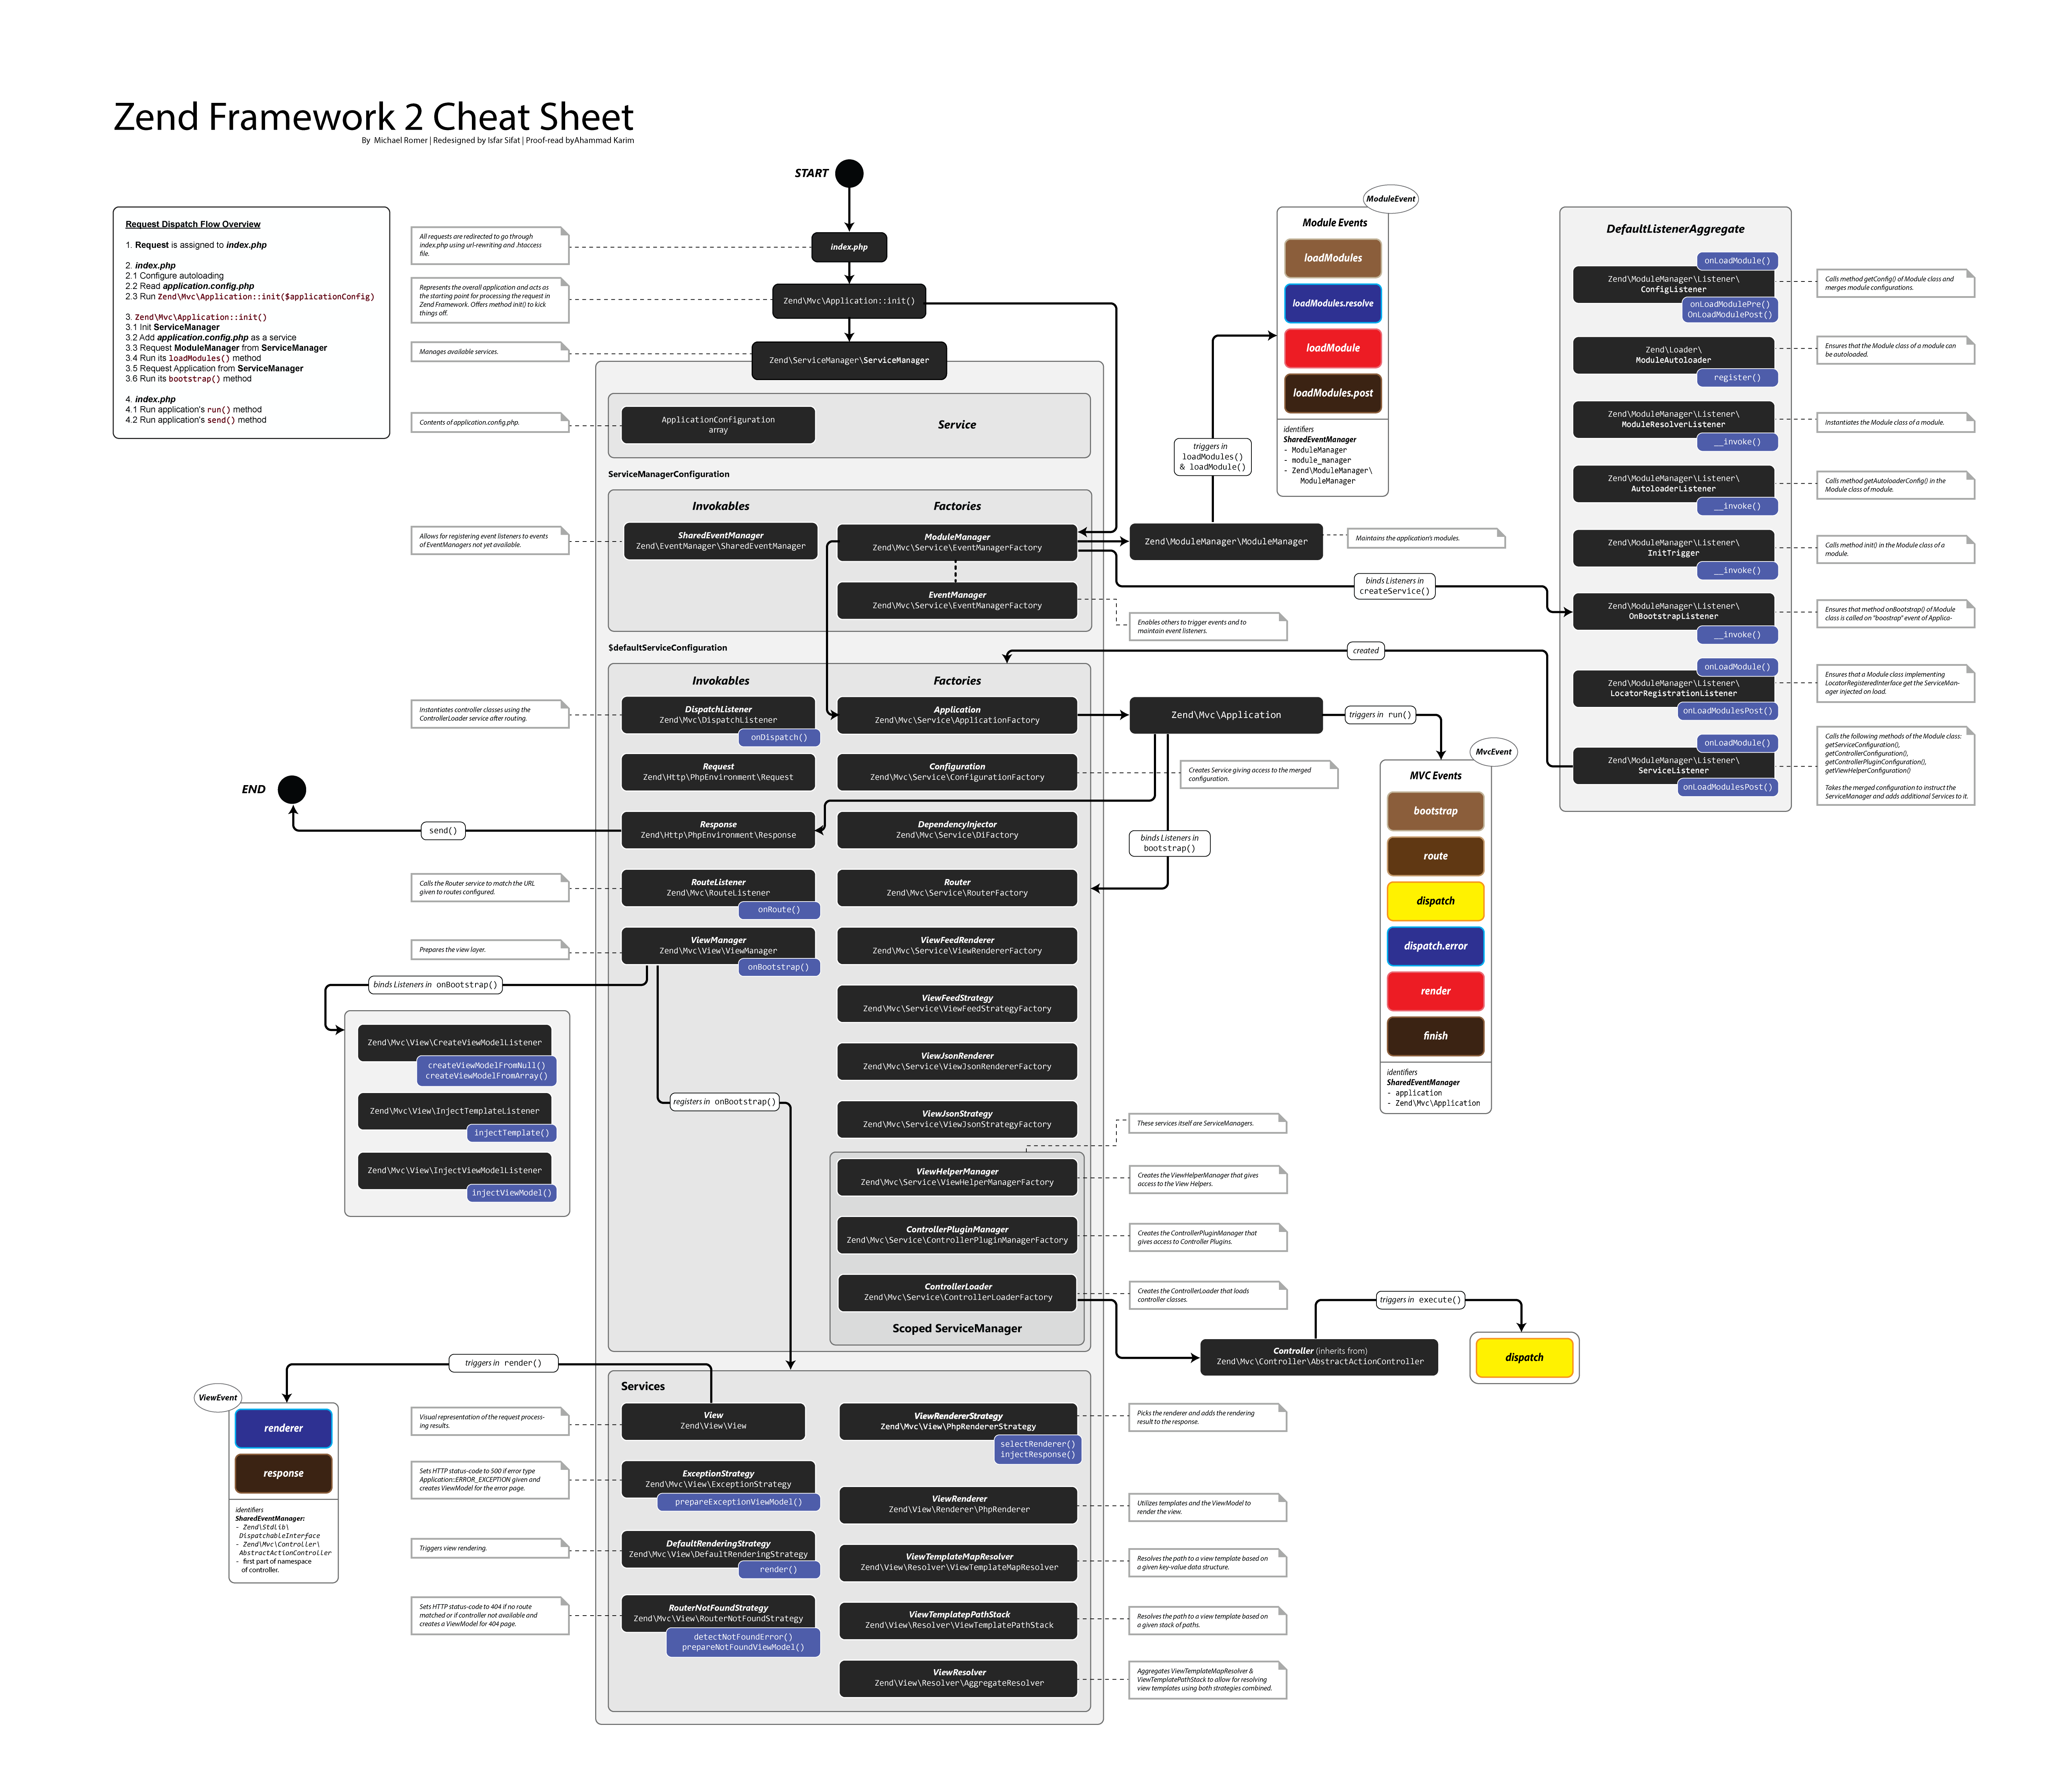 Zend Framework 2 Cheat Sheet
By Michael Romer | Redesigned by Isfar Sifat | Proof-read byAhammad Karim
START
Request Dispatch Flow Overview
1. Request is assigned to index.php
2. index.php
2.1 Configure autoloading
2.2 Read application.config.php
2.3 Run Zend\Mvc\Application::init($applicationConfig)
3. Zend\Mvc\Application::init()
3.1 Init ServiceManager
3.2 Add application.config.php as a service
3.3 Request ModuleManager from ServiceManager
3.4 Run its loadModules() method
3.5 Request Application from ServiceManager
3.6 Run its bootstrap() method
4. index.php
4.1 Run application's run() method
4.2 Run application's send() method
All requests are redirected to go through
index.php using url-rewriting and .htaccess
file.
index.php
Represents the overall application and acts as
the starting point for processing the request in
Zend Framework. Offers method init() to kick
things off.
Zend\Mvc\Application::init()
Manages available services.
Zend\ServiceManager\ServiceManager
Contents of application.config.php.
ApplicationConfiguration
array
Service
ServiceManagerConfiguration
Invokables
Factories
Allows for registering event listeners to events
of EventManagers not yet available.
SharedEventManager
Zend\EventManager\SharedEventManager
ModuleManager
Zend\Mvc\Service\EventManagerFactory
EventManager
Zend\Mvc\Service\EventManagerFactory
Zend\ModuleManager\ModuleManager
Maintains the application's modules.
Enables others to trigger events and to
maintain event listeners.
triggers in
loadModules()
& loadModule()
ModuleEvent
Module Events
loadModules
loadModules.resolve
loadModule
loadModules.post
identifiers
SharedEventManager
- ModuleManager
- module_manager
- Zend\ModuleManager\
ModuleManager
binds Listeners in
createService()
DefaultListenerAggregate
onLoadModule()
Zend\ModuleManager\Listener\
ConfigListener
onLoadModulePre()
OnLoadModulePost()
Calls method getConfig() of Module class and
merges module configurations.
Zend\Loader\
ModuleAutoloader
register()
Ensures that the Module class of a module can
be autoloaded.
Zend\ModuleManager\Listener\
ModuleResolverListener
__invoke()
Instantiates the Module class of a module.
Zend\ModuleManager\Listener\
AutoloaderListener
__invoke()
Calls method getAutoloaderConfig() in the
Module class of module.
Zend\ModuleManager\Listener\
InitTrigger
__invoke()
Calls method init() in the Module class of a
module.
Zend\ModuleManager\Listener\
OnBootstrapListener
__invoke()
Ensures that method onBootstrap() of Module
class is called on "boostrap" event of Applica-
onLoadModule()
Zend\ModuleManager\Listener\
LocatorRegistrationListener
onLoadModulesPost()
Ensures that a Module class implementing
LocatorRegisteredInterface get the ServiceMan-
ager injected on load.
onLoadModule()
Zend\ModuleManager\Listener\
ServiceListener
onLoadModulesPost()
Calls the following methods of the Module class:
getServiceConfiguration(),
getControllerConfiguration(),
getControllerPluginConfiguration(),
getViewHelperConfiguration()
Takes the merged configuration to instruct the
ServiceManager and adds additional Services to it.
created
$defaultServiceConfiguration
Invokables
Factories
Instantiates controller classes using the
ControllerLoader service after routing.
DispatchListener
Zend\Mvc\DispatchListener
onDispatch()
Application
Zend\Mvc\Service\ApplicationFactory
Zend\Mvc\Application
triggers in run()
Request
Zend\Http\PhpEnvironment\Request
Configuration
Zend\Mvc\Service\ConfigurationFactory
Creates Service giving access to the merged
configuration.
END
send()
Response
Zend\Http\PhpEnvironment\Response
DependencyInjector
Zend\Mvc\Service\DiFactory
binds Listeners in
bootstrap()
Calls the Router service to match the URL
given to routes configured.
RouteListener
Zend\Mvc\RouteListener
onRoute()
Router
Zend\Mvc\Service\RouterFactory
Prepares the view layer.
ViewManager
Zend\Mvc\View\ViewManager
onBootstrap()
ViewFeedRenderer
Zend\Mvc\Service\ViewRendererFactory
ViewFeedStrategy
Zend\Mvc\Service\ViewFeedStrategyFactory
ViewJsonRenderer
Zend\Mvc\Service\ViewJsonRendererFactory
ViewJsonStrategy
Zend\Mvc\Service\ViewJsonStrategyFactory
MvcEvent
MVC Events
bootstrap
route
dispatch
dispatch.error
render
finish
identifiers
SharedEventManager
- application
- Zend\Mvc\Application
binds Listeners in onBootstrap()
Zend\Mvc\View\CreateViewModelListener
createViewModelFromNull()
createViewModelFromArray()
Zend\Mvc\View\InjectTemplateListener
injectTemplate()
Zend\Mvc\View\InjectViewModelListener
injectViewModel()
registers in onBootstrap()
These services itself are ServiceManagers.
ViewHelperManager
Zend\Mvc\Service\ViewHelperManagerFactory
Creates the ViewHelperManager that gives
access to the View Helpers.
ControllerPluginManager
Zend\Mvc\Service\ControllerPluginManagerFactory
Creates the ControllerPluginManager that
gives access to Controller Plugins.
ControllerLoader
Zend\Mvc\Service\ControllerLoaderFactory
Creates the ControllerLoader that loads
controller classes.
Scoped ServiceManager
Controller (inherits from)
Zend\Mvc\Controller\AbstractActionController
triggers in execute()
dispatch
triggers in render()
ViewEvent
renderer
response
identifiers
SharedEventManager:
- Zend\Stdlib\
DispatchableInterface
- Zend\Mvc\Controller\
AbstractActionController
- first part of namespace
of controller.
Services
Visual representation of the request process-
ing results.
View
Zend\View\View
ViewRendererStrategy
Zend\Mvc\View\PhpRendererStrategy
selectRenderer()
injectResponse()
Picks the renderer and adds the rendering
result to the response.
Sets HTTP status-code to 500 if error type
Application::ERROR_EXCEPTION given and
creates ViewModel for the error page.
ExceptionStrategy
Zend\Mvc\View\ExceptionStrategy
prepareExceptionViewModel()
ViewRenderer
Zend\View\Renderer\PhpRenderer
Utilizes templates and the ViewModel to
render the view.
Triggers view rendering.
DefaultRenderingStrategy
Zend\Mvc\View\DefaultRenderingStrategy
render()
ViewTemplateMapResolver
Zend\View\Resolver\ViewTemplateMapResolver
Resolves the path to a view template based on
a given key-value data structure.
Sets HTTP status-code to 404 if no route
matched or if controller not available and
creates a ViewModel for 404 page.
RouterNotFoundStrategy
Zend\Mvc\View\RouterNotFoundStrategy
detectNotFoundError()
prepareNotFoundViewModel()
ViewTemplatepPathStack
Zend\View\Resolver\ViewTemplatePathStack
Resolves the path to a view template based on
a given stack of paths.
ViewResolver
Zend\View\Resolver\AggregateResolver
Aggregates ViewTemplateMapResolver &
ViewTemplatePathStack to allow for resolving
view templates using both strategies combined.